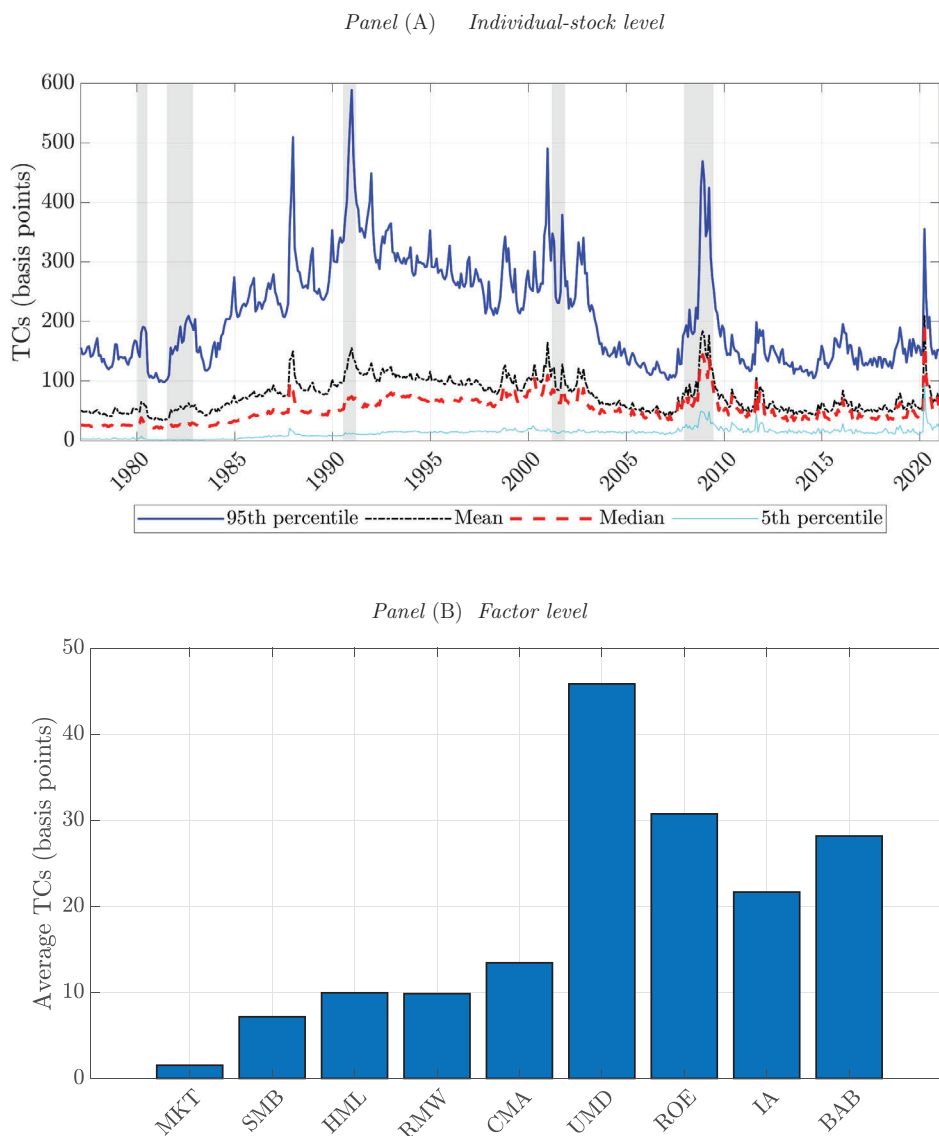 Panel (A) Individual-stock level
TCs (basis points)
600
500
400
300
200
100
0
1980 1985 1990 1995 2000 2005 2010 2015 2020
95th percentile Mean Median 5th percentile
Panel (B) Factor level
Average TCs (basis points)
50
40
30
20
10
0
MKT SMB HML RMW CMA UMD ROE IA BAB